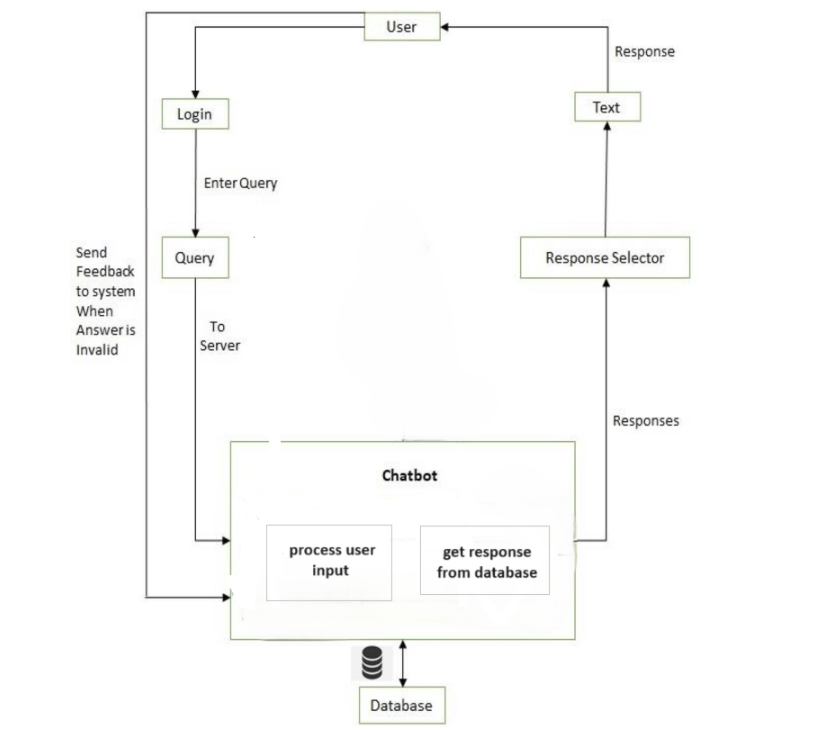 User
Response
Login
Text
Enter Query
Send
Feedback
to system
When
Answer is
Invalid
Query
Response Selector
To
Server
Responses
Chatbot
process user
input
get response
from database
Database